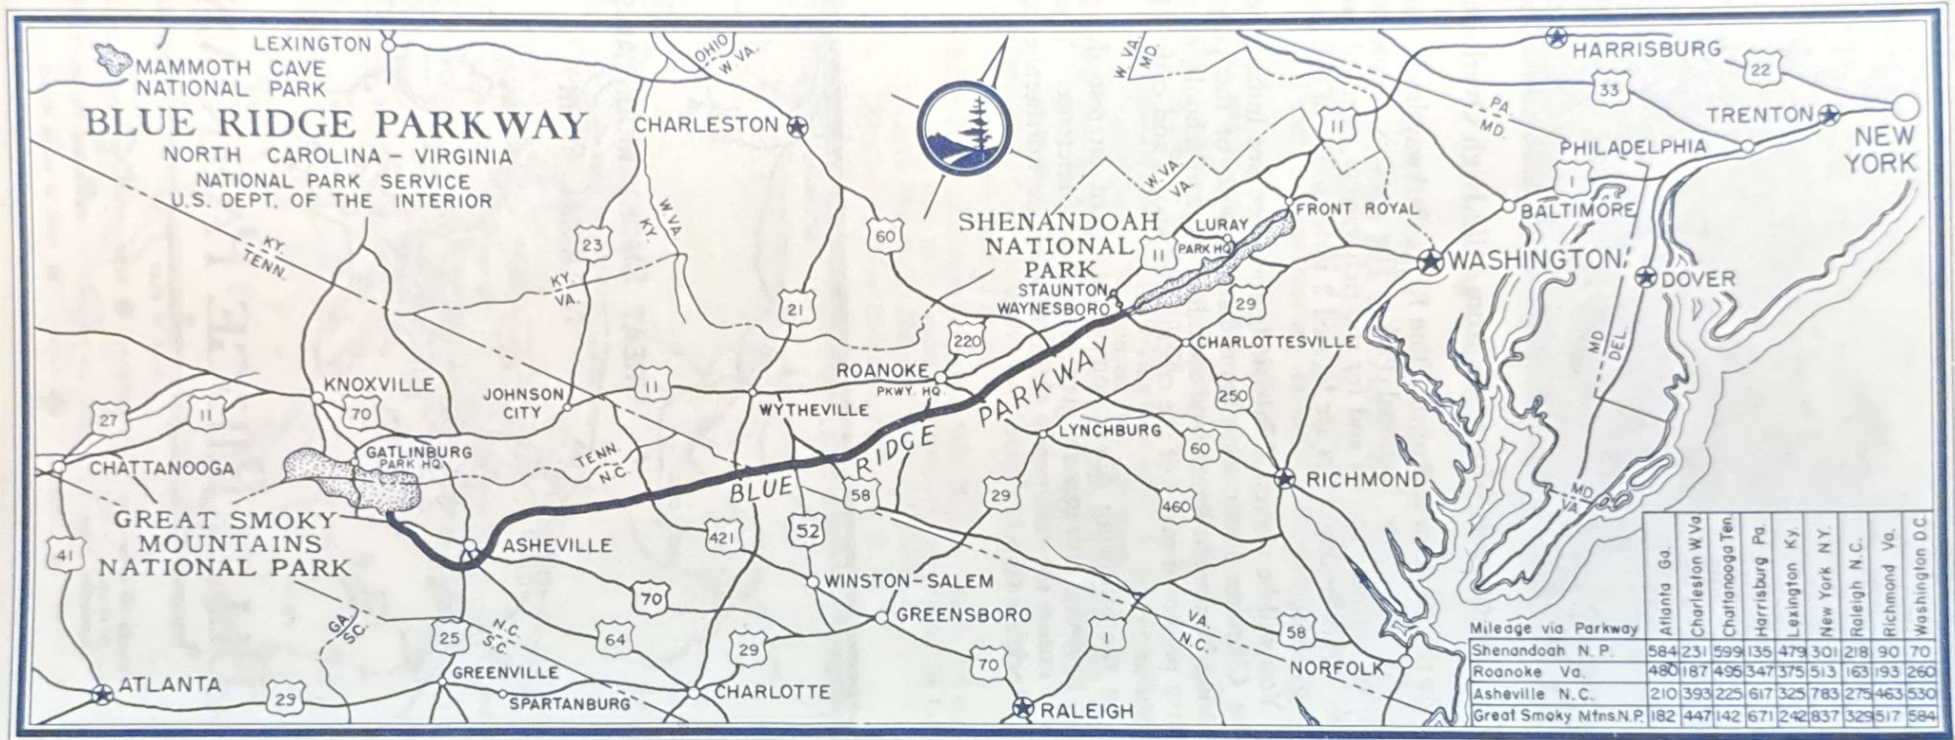 LEXINGTON
MAMMOTH CAVE
NATIONAL PARK
BLUE RIDGE PARKWAY
NORTH CAROLINA – VIRGINIA
NATIONAL PARK SERVICE
U.S. DEPT. OF THE INTERIOR
OHIO
W. VA.
CHARLESTON
W. VA.
MD.
HARRISBURG
22
33
PA.
MD.
TRENTON
NEW
YORK
PHILADELPHIA
11
1
BALTIMORE
W. VA.
VA.
KY.
TENN.
23
W. VA.
KY.
60
SHENANDOAH
NATIONAL
PARK
LURAY
PARK HQ.
11
FRONT ROYAL
WASHINGTON
DOVER
KY.
VA.
21
STAUNTON
WAYNESBORO
29
220
CHARLOTTESVILLE
MD.
DEL.
KNOXVILLE
70
27
11
JOHNSON
CITY
11
WYTHEVILLE
ROANOKE
PKWY. HQ.
BLUE RIDGE PARKWAY
250
LYNCHBURG
60
CHATTANOOGA
GATLINBURG
PARK HQ.
TENN.
N.C.
58
29
460
RICHMOND
MD.
VA.
GREAT SMOKY
MOUNTAINS
NATIONAL PARK
41
ASHEVILLE
421
52
WINSTON-SALEM
GREENSBORO
70
GA.
S.C.
25
N.C.
S.C.
64
29
70
1
VA.
N.C.
58
NORFOLK
ATLANTA
29
GREENVILLE
SPARTANBURG
CHARLOTTE
RALEIGH
Mileage via Parkway Atlanta Ga. Charleston W. Va. Chattanooga Ten. Harrisburg Pa. Lexington Ky. New York N.Y. Raleigh N.C. Richmond Va. Washington D.C.
Shenandoah N. P. 584 231 599 135 479 301 218 90 70
Roanoke Va. 480 187 495 347 375 513 163 193 260
Asheville N.C. 210 393 225 617 325 783 275 463 530
Great Smoky Mtns. N.P. 182 447 142 671 242 837 329 517 584